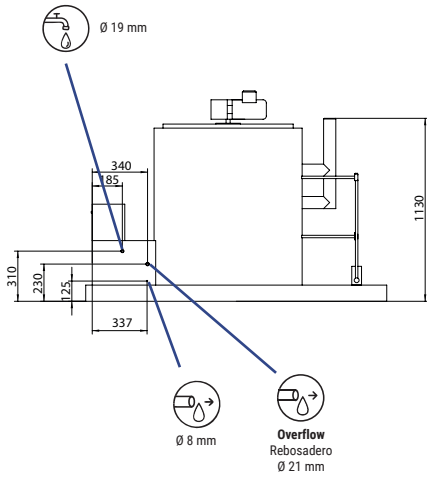 Ø 19 mm
340
185
1130
310
230
125
337
Ø 8 mm
Overflow
Rebosadero
Ø 21 mm